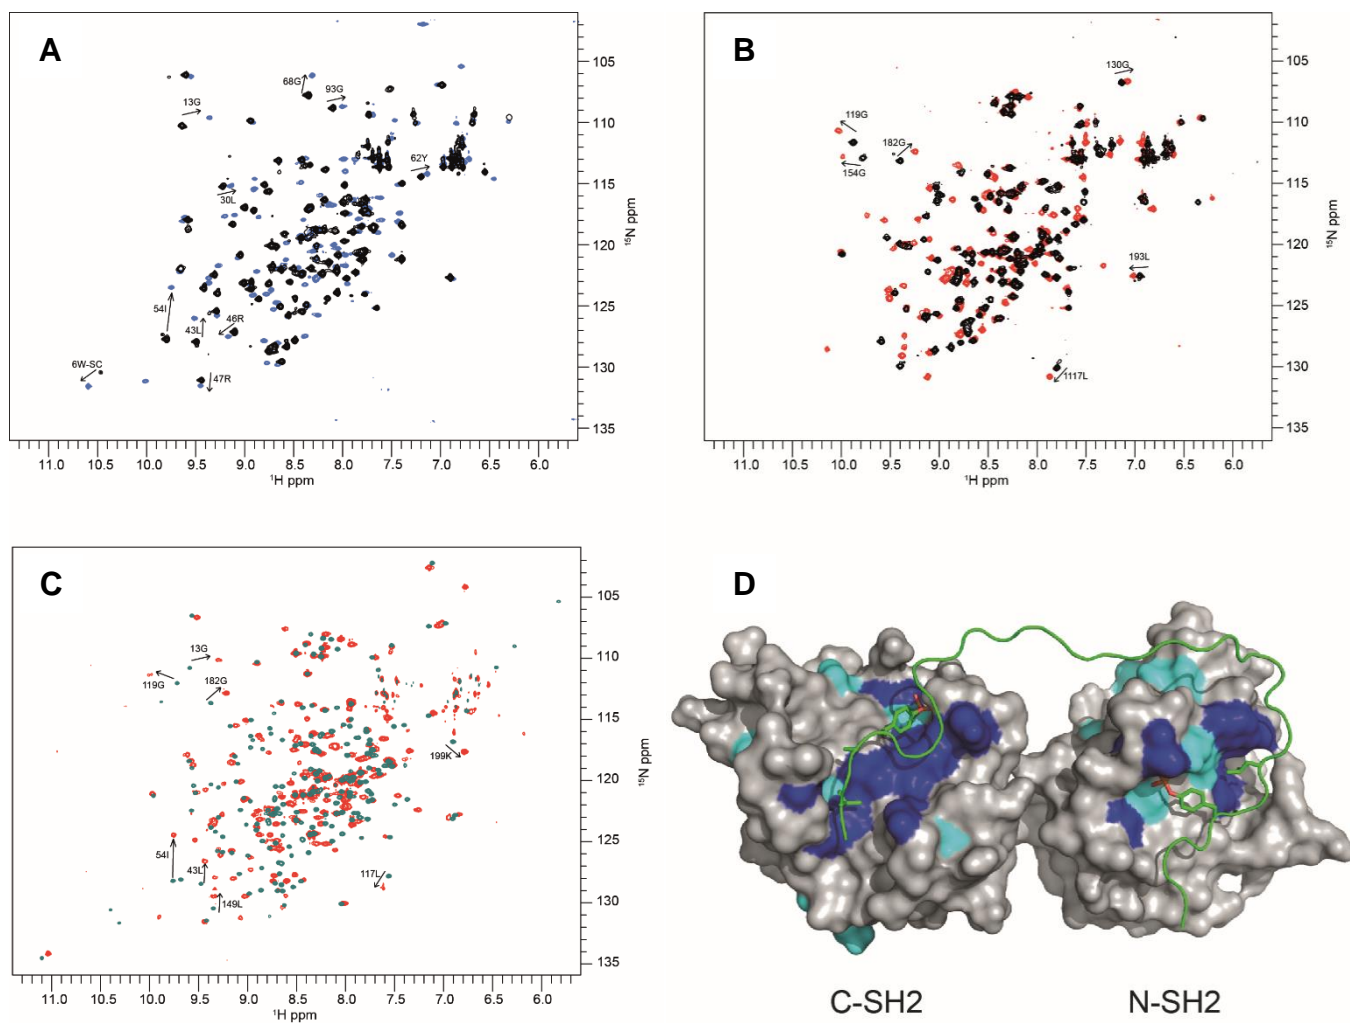 A
B
68G
93G
13G
62Y
30L
54I
43L
46R
6W-SC
47R
105
110
115
120
125
130
135
¹⁵N ppm
11.0 10.5 10.0 9.5 9.0 8.5 8.0 7.5 7.0 6.5 6.0
¹H ppm
130G
119G
182G
154G
193L
1117L
105
110
115
120
125
130
135
¹⁵N ppm
11.0 10.5 10.0 9.5 9.0 8.5 8.0 7.5 7.0 6.5 6.0
¹H ppm
C
D
13G
119G
182G
199K
54I
43L
117L
149L
105
110
115
120
125
130
135
¹⁵N ppm
11.0 10.5 10.0 9.5 9.0 8.5 8.0 7.5 7.0 6.5 6.0
¹H ppm
C-SH2 N-SH2